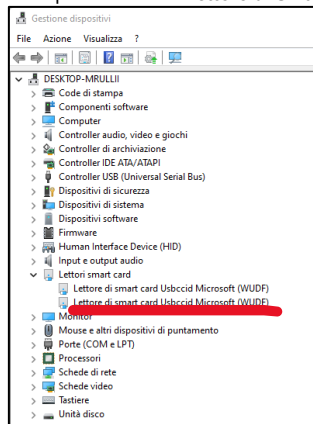 Gestione dispositivi
File Azione Visualizza ?
DESKTOP-MRULLII
Code di stampa
Componenti software
Computer
Controller audio, video e giochi
Controller di archiviazione
Controller IDE ATA/ATAPI
Controller USB (Universal Serial Bus)
Dispositivi di sicurezza
Dispositivi di sistema
Dispositivi software
Firmware
Human Interface Device (HID)
Input e output audio
Lettori smart card
Lettore di smart card Usbccid Microsoft (WUDF)
Lettore di smart card Usbccid Microsoft (WUDF)
Monitor
Mouse e altri dispositivi di puntamento
Porte (COM e LPT)
Processori
Schede di rete
Schede video
Tastiere
Unità disco